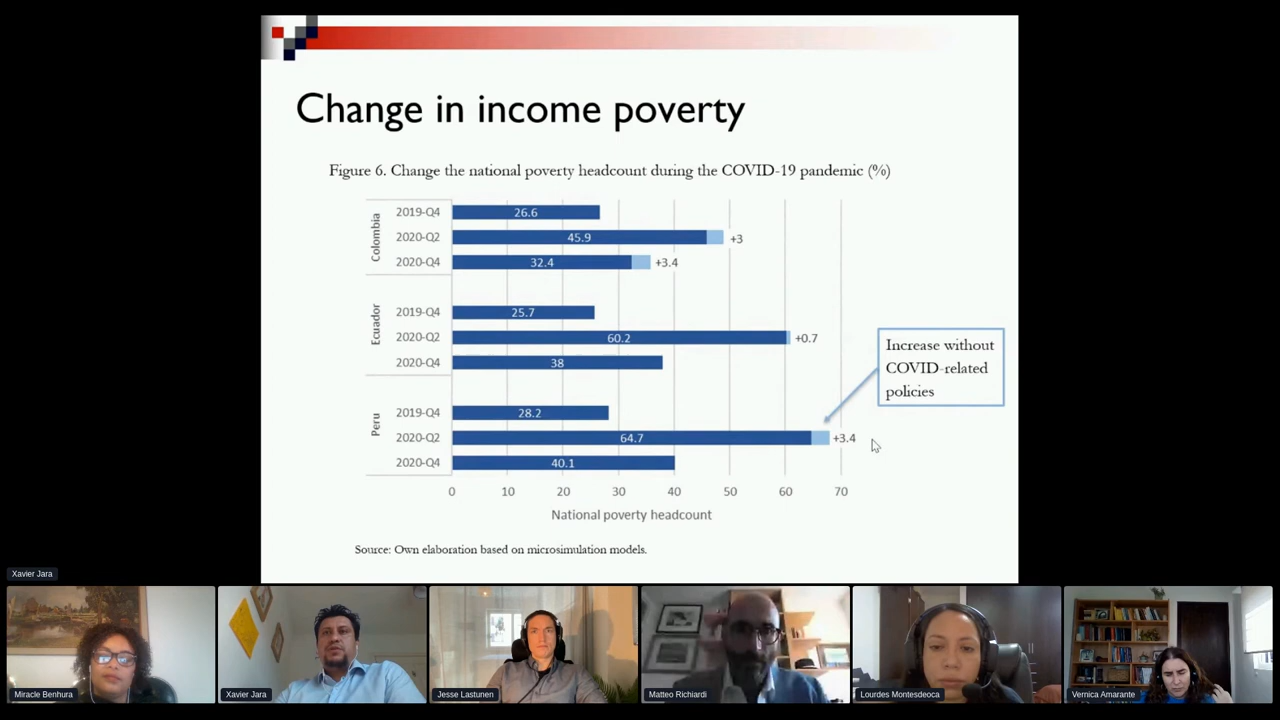 Change in income poverty
Figure 6. Change the national poverty headcount during the COVID-19 pandemic (%)
Colombia
2019-Q4 26.6
2020-Q2 45.9 +3
2020-Q4 32.4 +3.4
Ecuador
2019-Q4 25.7
2020-Q2 60.2 +0.7
2020-Q4 38
Peru
2019-Q4 28.2
2020-Q2 64.7 +3.4
2020-Q4 40.1
Increase without
COVID-related
policies
0 10 20 30 40 50 60 70
National poverty headcount
Source: Own elaboration based on microsimulation models.
Xavier Jara
Miracle Benhura
Xavier Jara
Jesse Lastunen
Matteo Richiardi
Lourdes Montesdeoca
Vernica Amarante